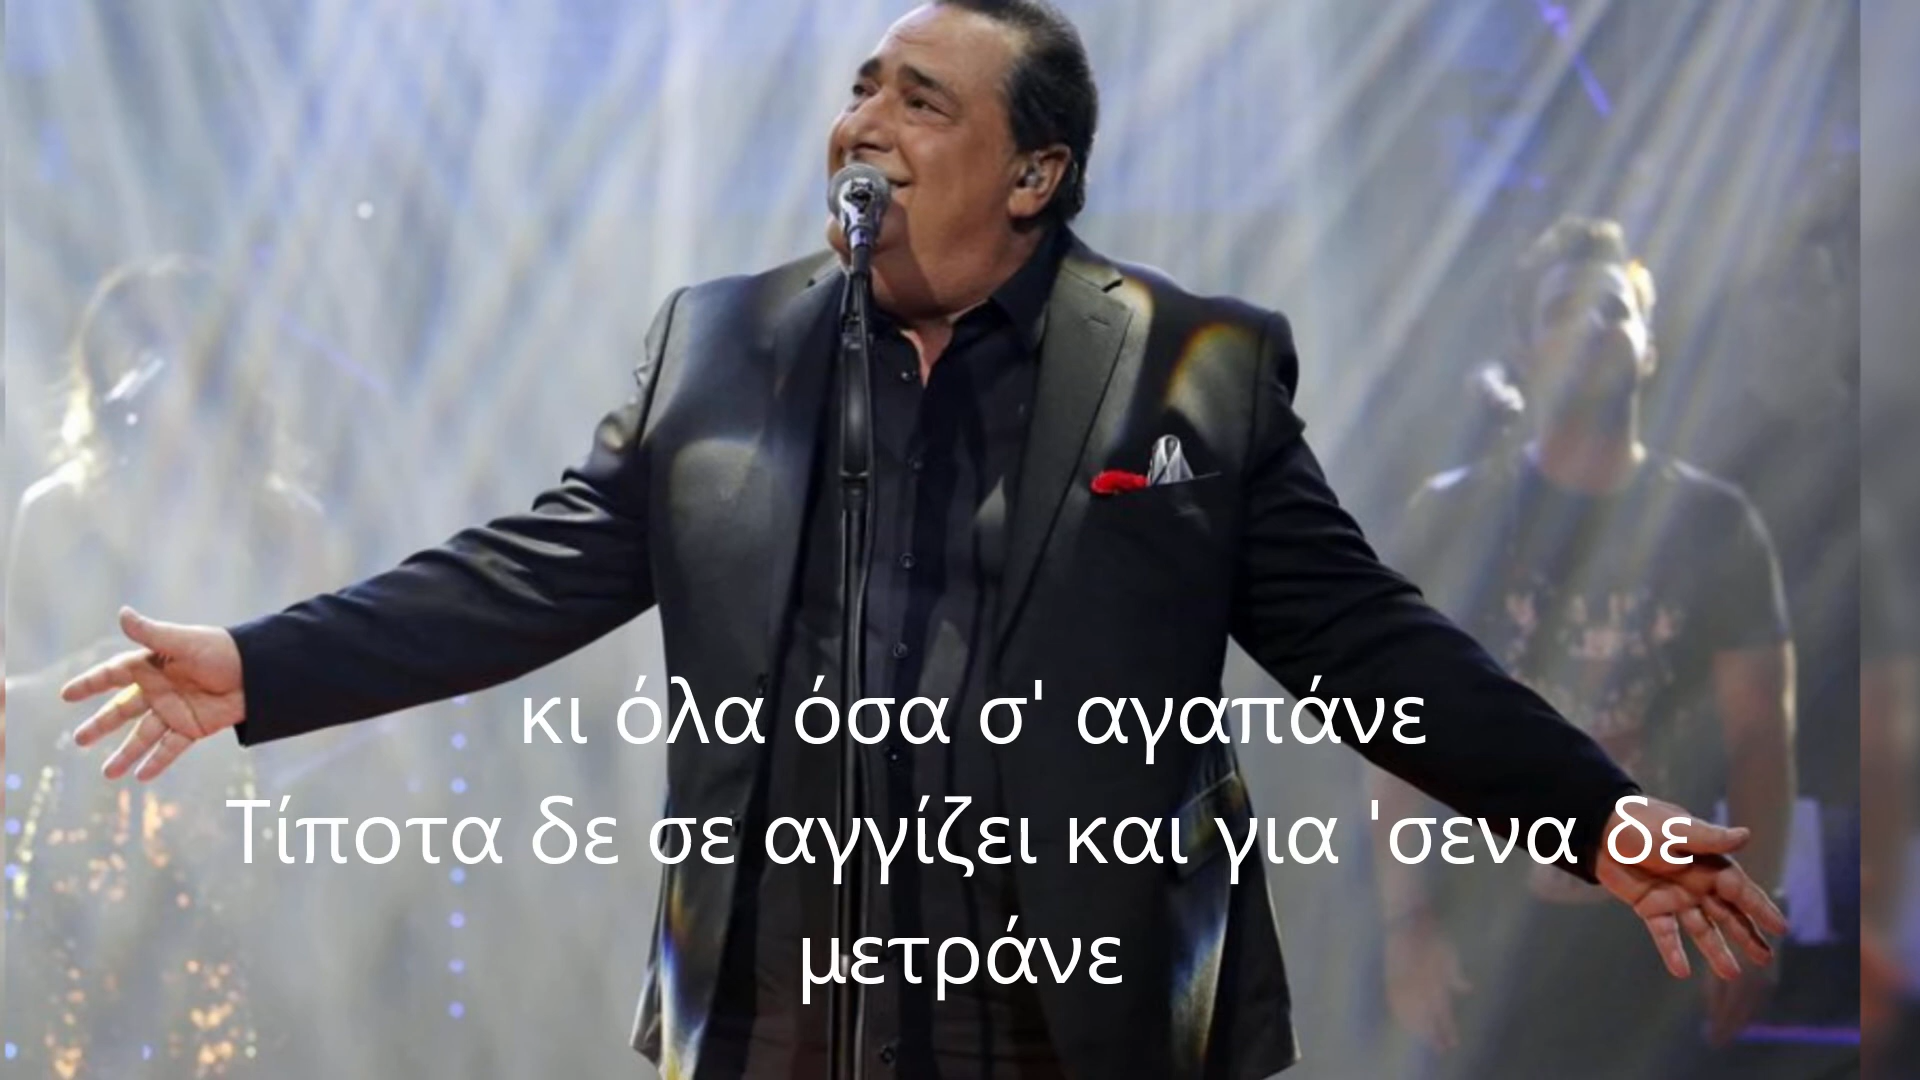 κι όλα όσα σ' αγαπάνε
Τίποτα δε σε αγγίζει και για 'σενα δε
μετράνε